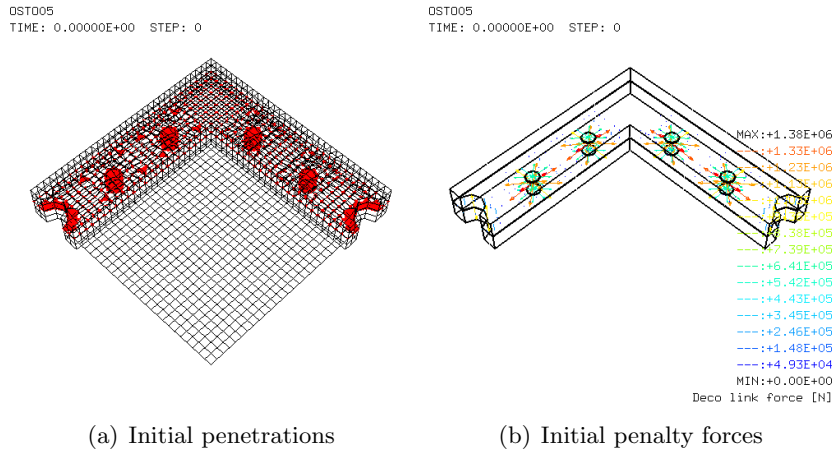 OST005
TIME: 0.00000E+00 STEP: 0
OST005
TIME: 0.00000E+00 STEP: 0
MAX:+1.38E+06
---:+1.33E+06
---:+1.23E+06
---:+7.39E+05
---:+6.41E+05
---:+5.42E+05
---:+4.43E+05
---:+3.45E+05
---:+2.46E+05
---:+1.48E+05
---:+4.93E+04
MIN:+0.00E+00
Deco link force [N]
(a) Initial penetrations
(b) Initial penalty forces